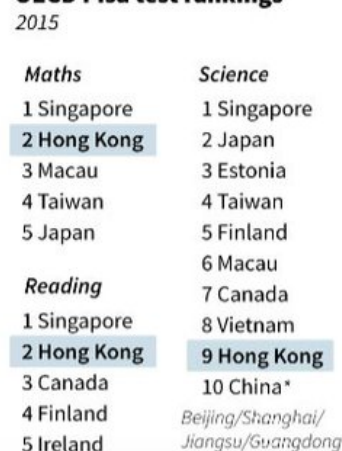 2015
Maths
1 Singapore
2 Hong Kong
3 Macau
4 Taiwan
5 Japan
Reading
1 Singapore
2 Hong Kong
3 Canada
4 Finland
5 Ireland
Science
1 Singapore
2 Japan
3 Estonia
4 Taiwan
5 Finland
6 Macau
7 Canada
8 Vietnam
9 Hong Kong
10 China*
Beijing/Shanghai/
Jiangsu/Guangdong